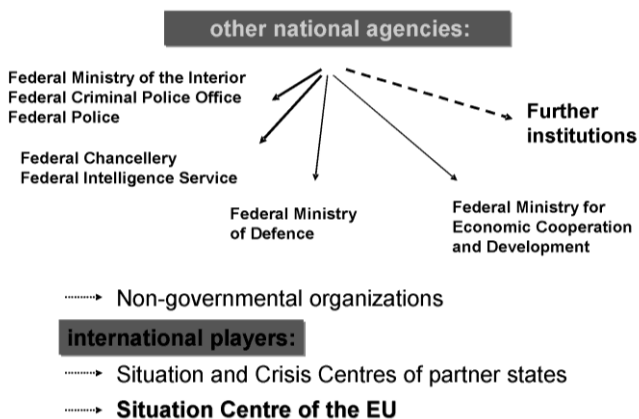 other national agencies:
Federal Ministry of the Interior
Federal Criminal Police Office
Federal Police
Further
institutions
Federal Chancellery
Federal Intelligence Service
Federal Ministry
of Defence
Federal Ministry for
Economic Cooperation
and Development
Non-governmental organizations
international players:
Situation and Crisis Centres of partner states
Situation Centre of the EU